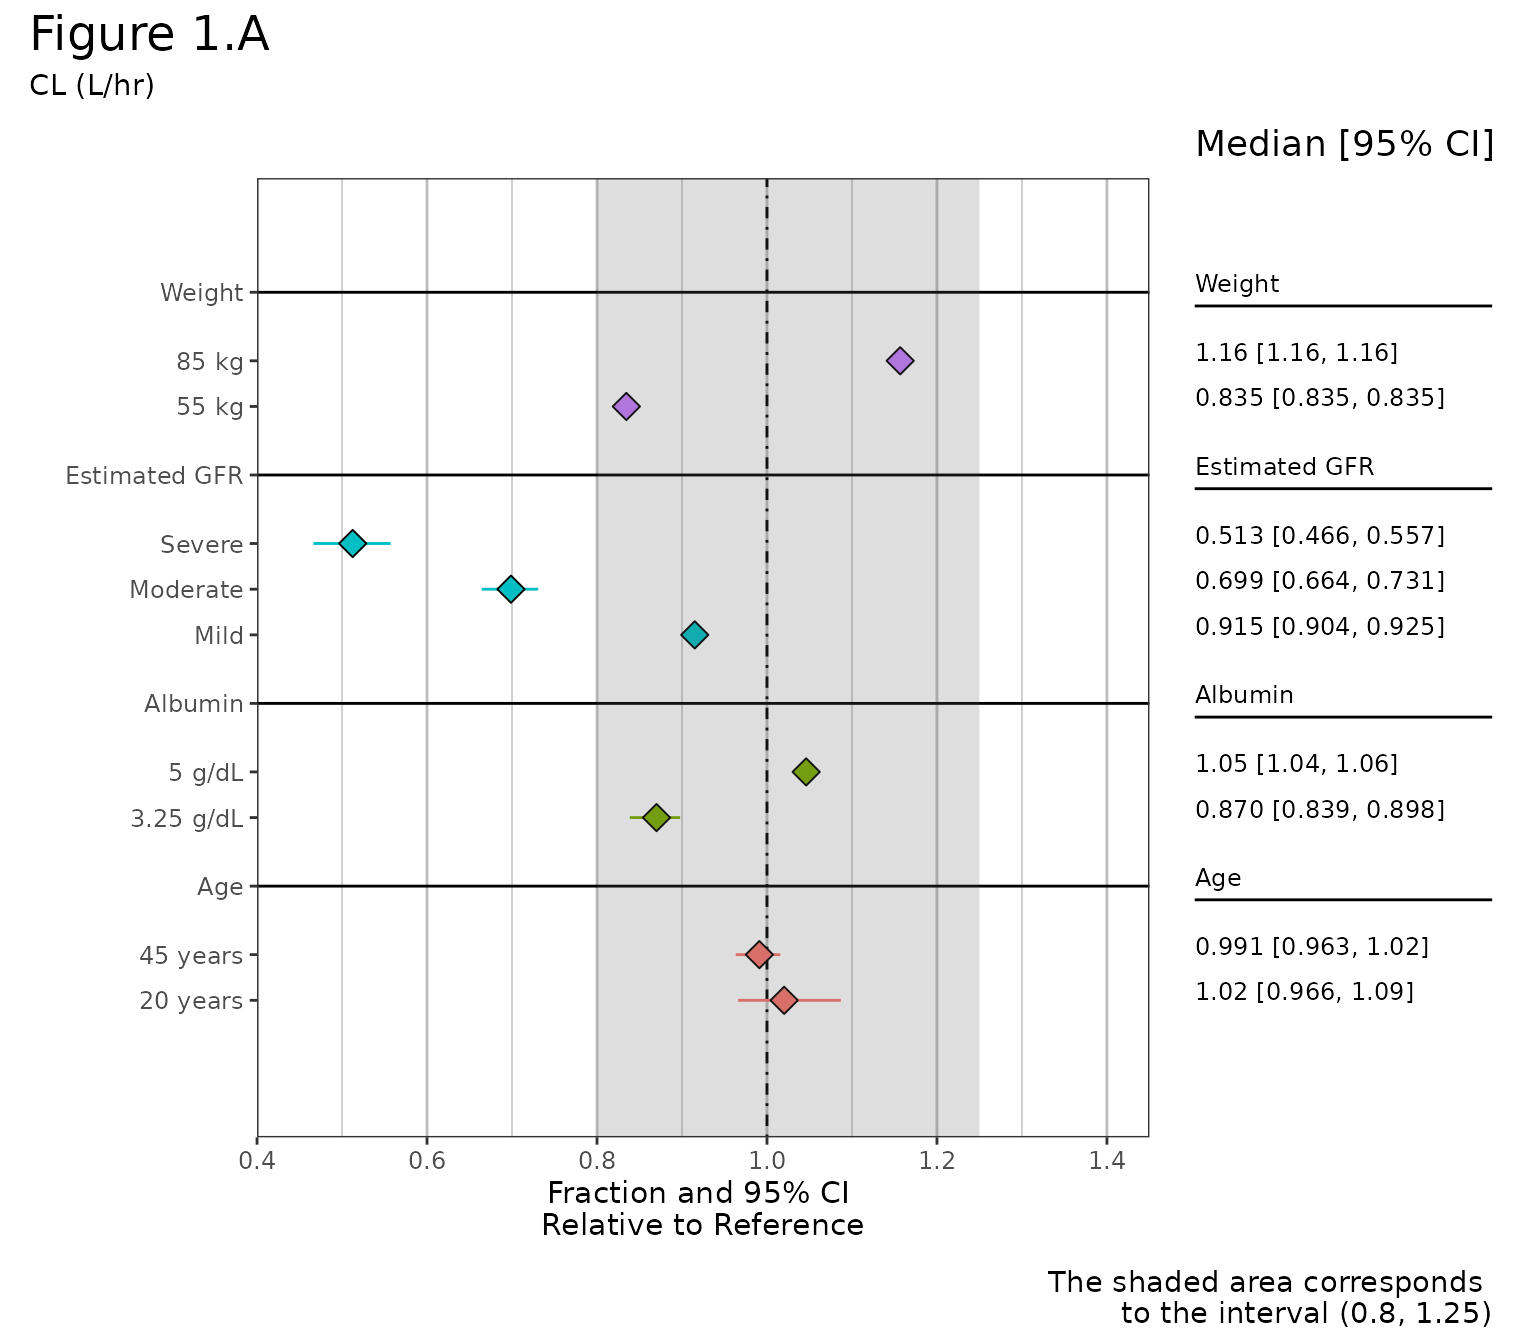 Figure 1.A
CL (L/hr)
Median [95% CI]
Weight
Weight
85 kg
1.16 [1.16, 1.16]
55 kg
0.835 [0.835, 0.835]
Estimated GFR
Estimated GFR
Severe
0.513 [0.466, 0.557]
Moderate
0.699 [0.664, 0.731]
Mild
0.915 [0.904, 0.925]
Albumin
Albumin
5 g/dL
1.05 [1.04, 1.06]
3.25 g/dL
0.870 [0.839, 0.898]
Age
Age
45 years
0.991 [0.963, 1.02]
20 years
1.02 [0.966, 1.09]
0.4 0.6 0.8 1.0 1.2 1.4
Fraction and 95% CI
Relative to Reference
The shaded area corresponds
to the interval (0.8, 1.25)